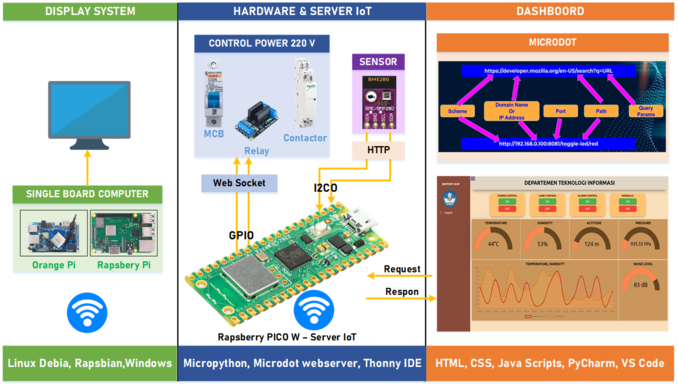 DISPLAY SYSTEM
HARDWARE & SERVER IoT
DASHBOORD
CONTROL POWER 220 V
MCB
Relay
Contactor
SENSOR
BME280
HTTP
Web Socket
I2CO
GPIO
MICRODOT
https://developer.mozilla.org/en-US/search?q=URL
Scheme
Domain Name
Or
IP Address
Port
Path
Query
Params
http://192.168.0.100:8081/toggle-led/red
SINGLE BOARD COMPUTER
Orange Pi
Rapsbery Pi
DEPARTEMEN TEKNOLOGI INFORMASI
TEMPERATURE
44°C
HUMIDITY
53%
ALTITUDE
124 m
PRESSURE
TEMPERATURE, HUMIDITY
NOISE LEVEL
83 dB
Request
Respon
Rapsberry PICO W – Server IoT
Linux Debia, Rapsbian,Windows
Micropython, Microdot webserver, Thonny IDE
HTML, CSS, Java Scripts, PyCharm, VS Code